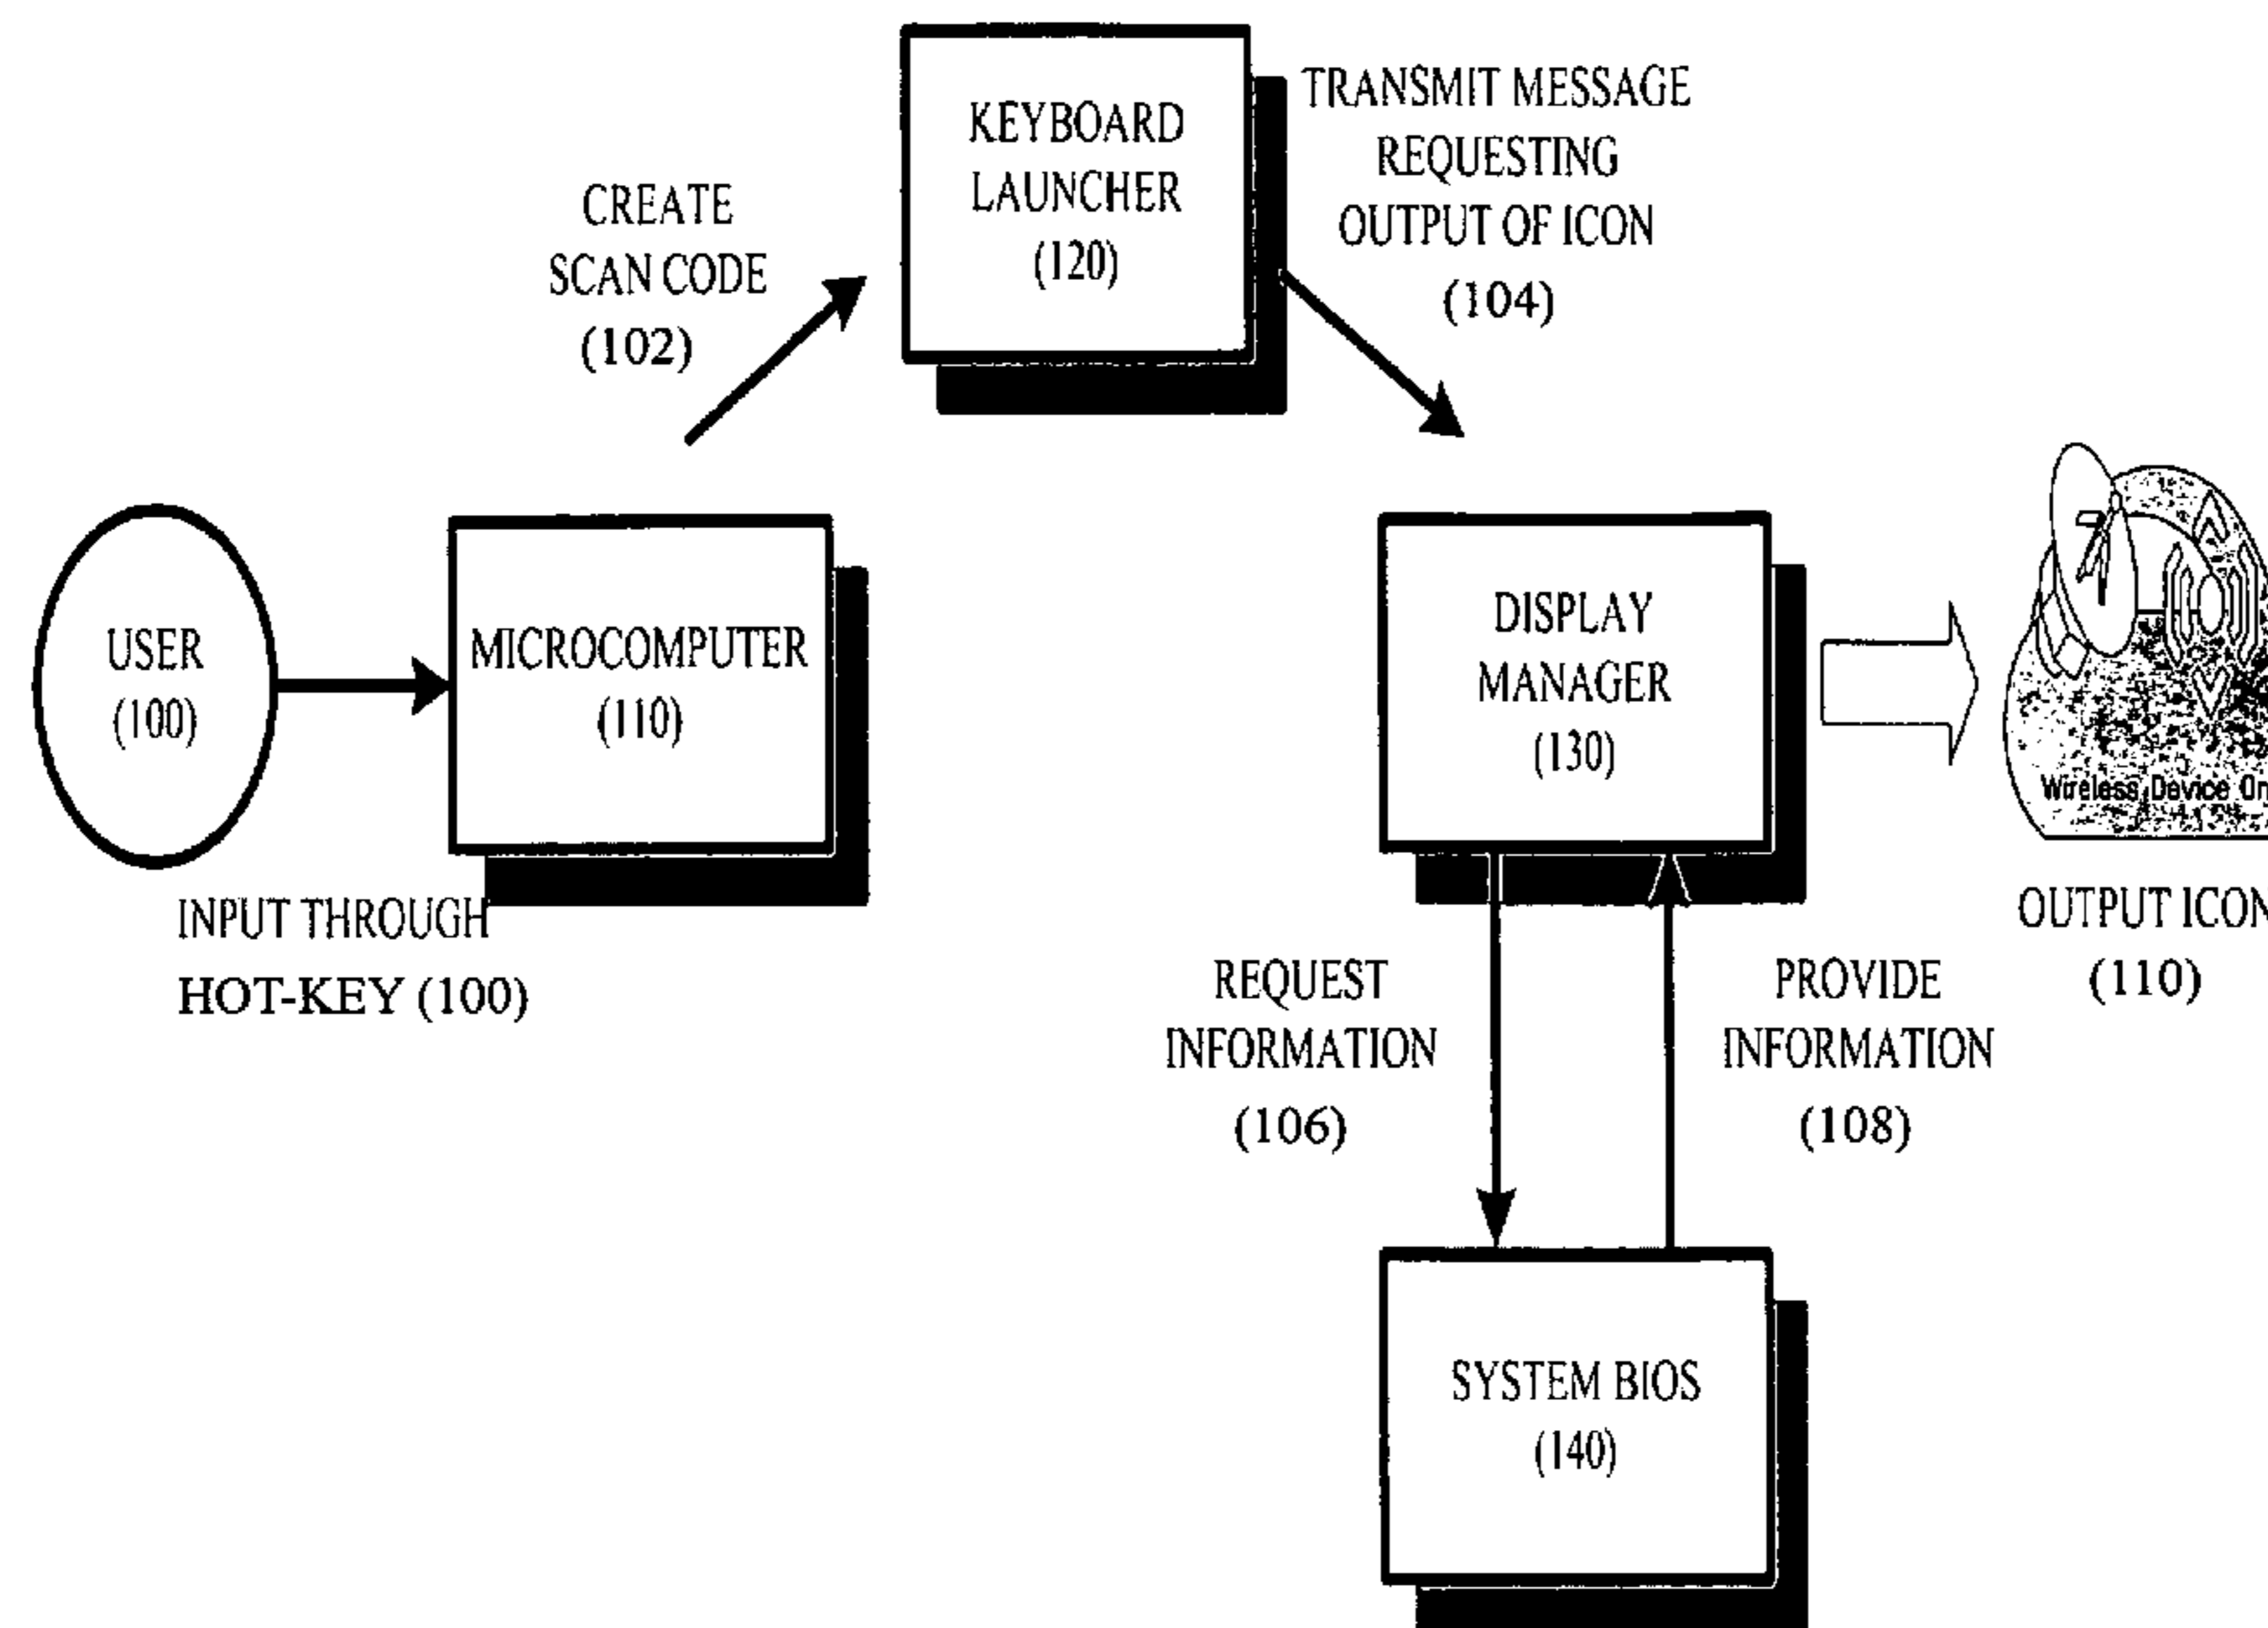 KEYBOARD
LAUNCHER
(120)
TRANSMIT MESSAGE
REQUESTING
OUTPUT OF ICON
(104)
CREATE
SCAN CODE
(102)
USER
(100)
MICROCOMPUTER
(110)
DISPLAY
MANAGER
(130)
Wireless Device On
INPUT THROUGH
HOT-KEY (100)
OUTPUT ICON
(110)
REQUEST
INFORMATION
(106)
PROVIDE
INFORMATION
(108)
SYSTEM BIOS
(140)